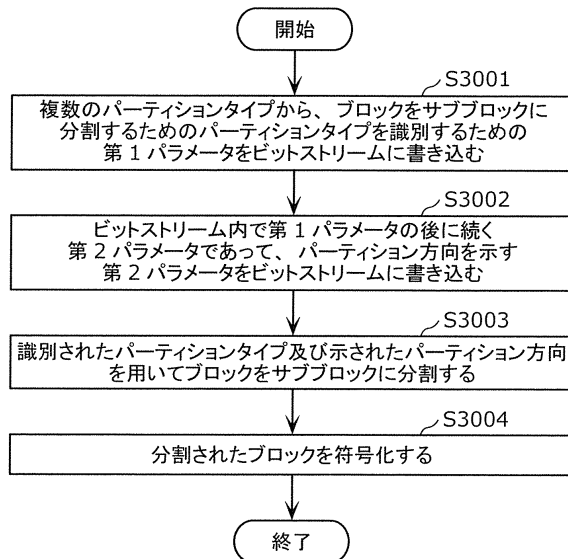 開始
S3001
複数のパーティションタイプから、ブロックをサブブロックに
分割するためのパーティションタイプを識別するための
第1パラメータをビットストリームに書き込む
S3002
ビットストリーム内で第1パラメータの後に続く
第2パラメータであって、パーティション方向を示す
第2パラメータをビットストリームに書き込む
S3003
識別されたパーティションタイプ及び示されたパーティション方向
を用いてブロックをサブブロックに分割する
S3004
分割されたブロックを符号化する
終了